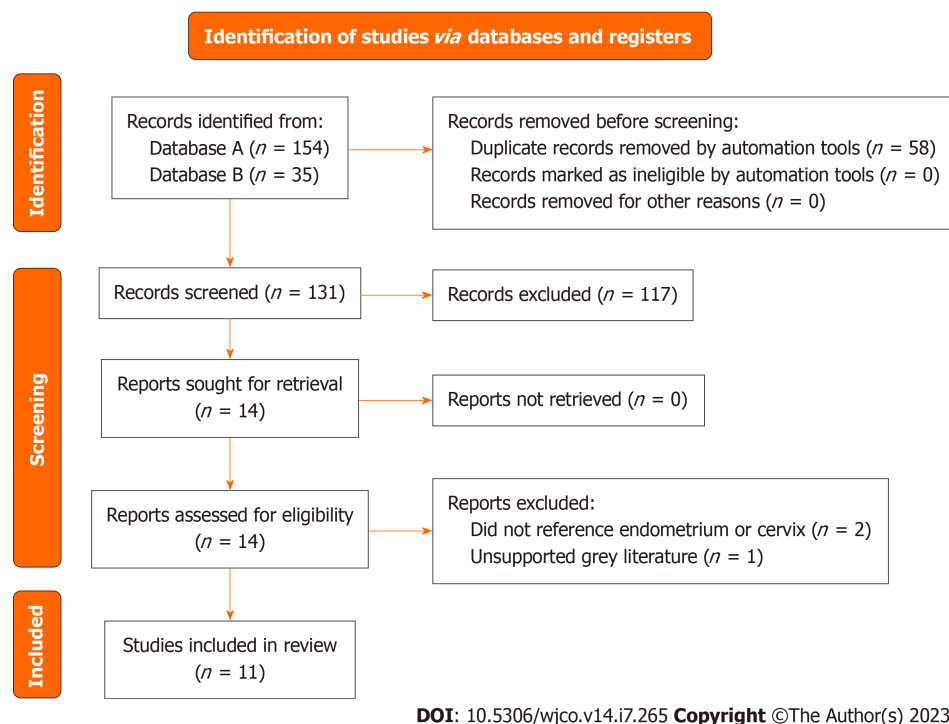 Identification of studies via databases and registers
Identification
Records identified from:
Database A (n = 154)
Database B (n = 35)
Records removed before screening:
Duplicate records removed by automation tools (n = 58)
Records marked as ineligible by automation tools (n = 0)
Records removed for other reasons (n = 0)
Screening
Records screened (n = 131)
Records excluded (n = 117)
Reports sought for retrieval
(n = 14)
Reports not retrieved (n = 0)
Reports assessed for eligibility
(n = 14)
Reports excluded:
Did not reference endometrium or cervix (n = 2)
Unsupported grey literature (n = 1)
Included
Studies included in review
(n = 11)
DOI: 10.5306/wjco.v14.i7.265 Copyright ©The Author(s) 2023